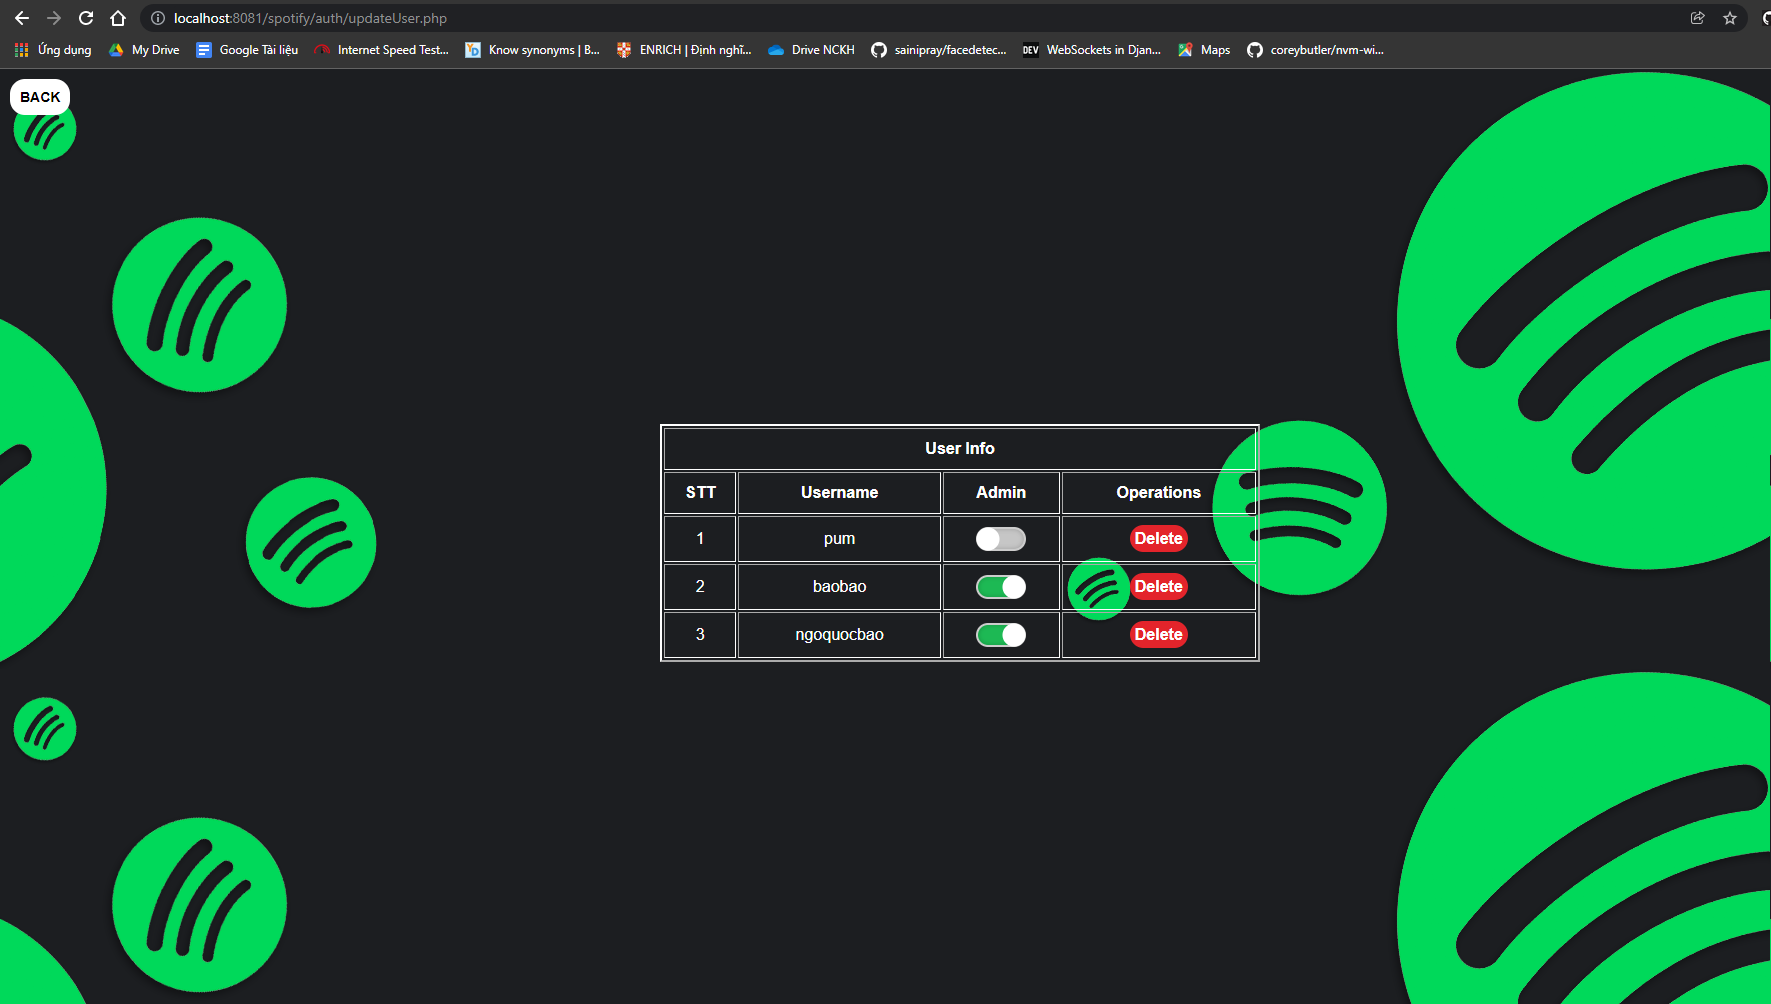 localhost:8081/spotify/auth/updateUser.php
Ứng dụng My Drive Google Tài liệu Internet Speed Test... YD Know synonyms | B... ENRICH | Định nghĩ... Drive NCKH sainipray/facedetec... DEV WebSockets in Djan... Maps coreybutler/nvm-wi...
BACK
User Info
STT Username Admin Operations
1 pum Delete
2 baobao Delete
3 ngoquocbao Delete